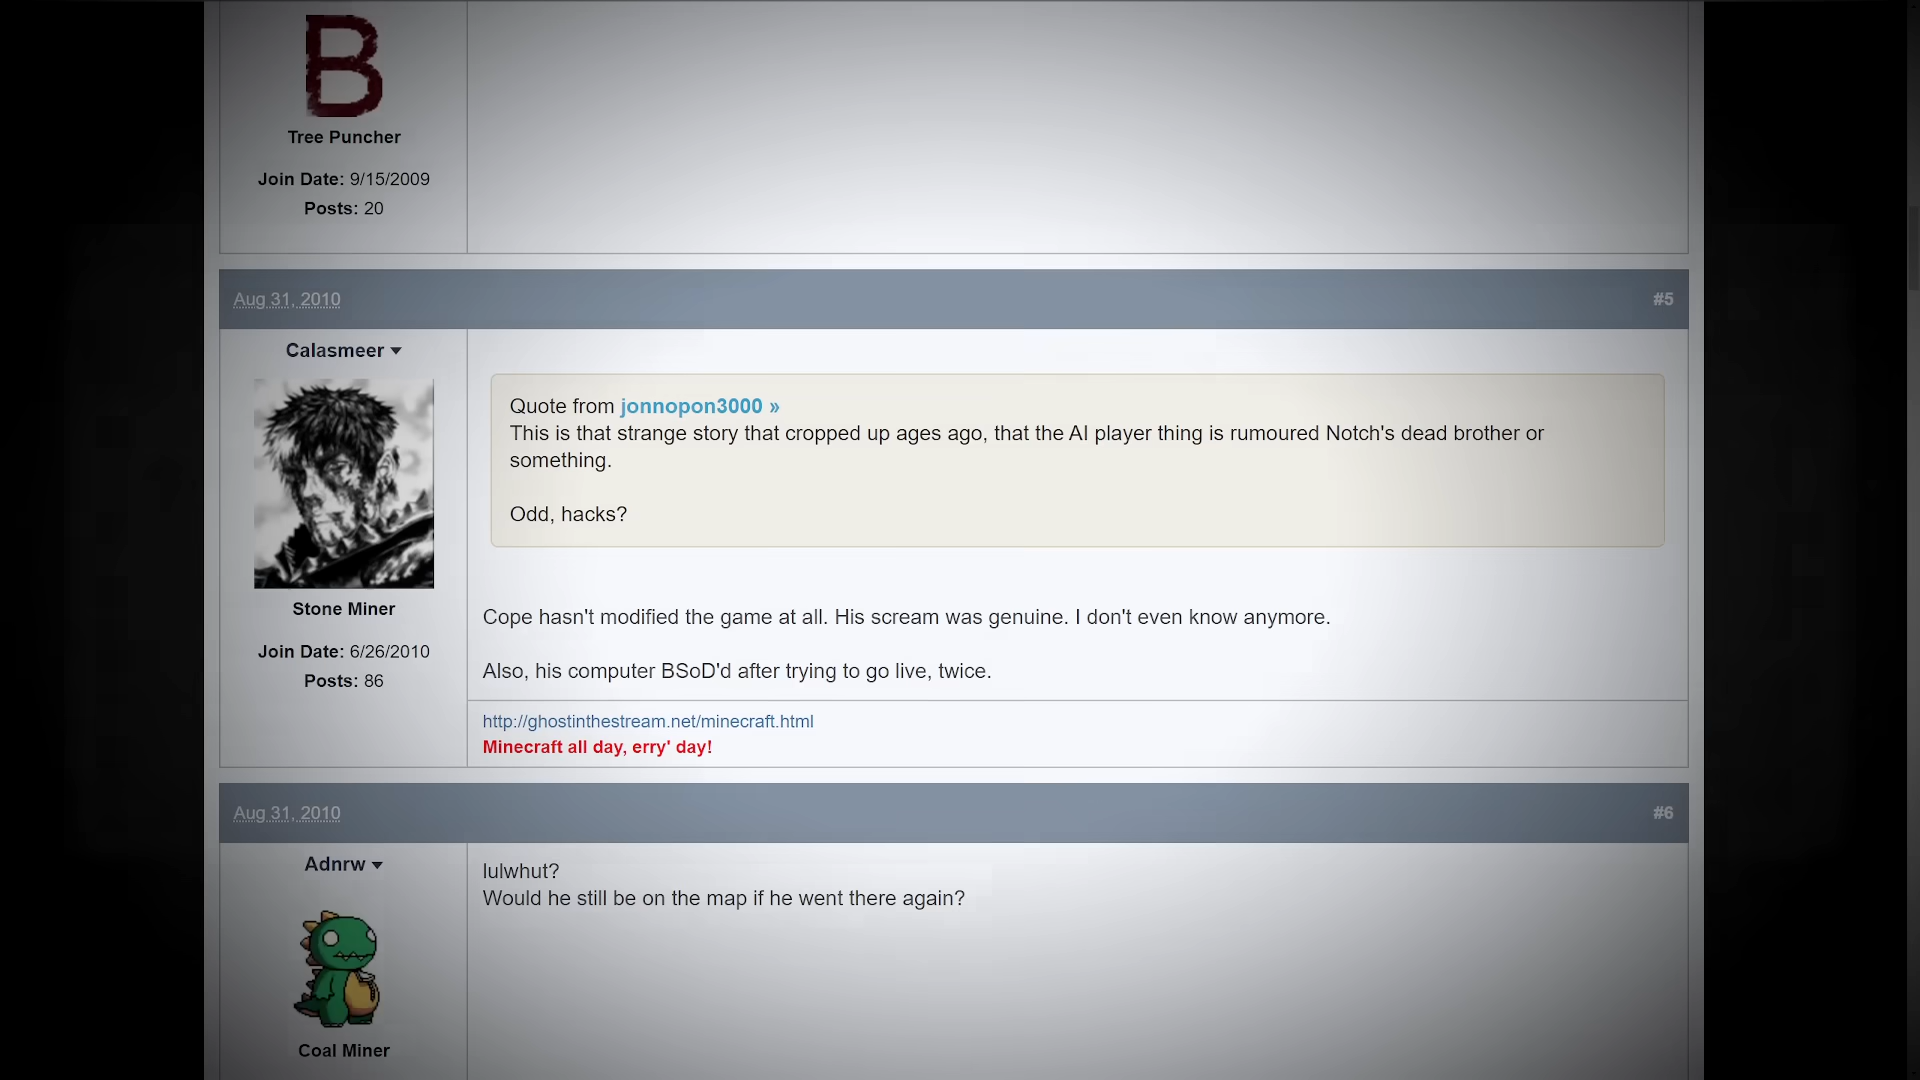 B
Tree Puncher
Join Date: 9/15/2009
Posts: 20
Aug 31, 2010
#5
Calasmeer
Stone Miner
Join Date: 6/26/2010
Posts: 86
Quote from jonnopon3000 »
This is that strange story that cropped up ages ago, that the AI player thing is rumoured Notch's dead brother or
something.
Odd, hacks?
Cope hasn't modified the game at all. His scream was genuine. I don't even know anymore.
Also, his computer BSoD'd after trying to go live, twice.
http://ghostinthestream.net/minecraft.html
Minecraft all day, erry' day!
Aug 31, 2010
#6
Adnrw
Coal Miner
lulwhut?
Would he still be on the map if he went there again?